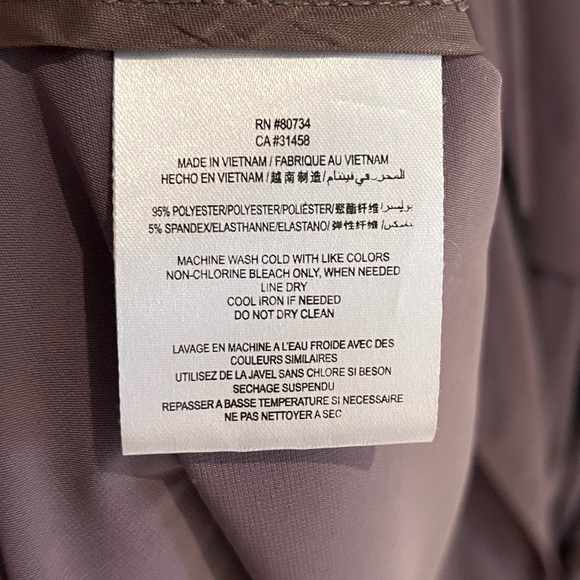 RN #80734
CA #31458
MADE IN VIETNAM / FABRIQUE AU VIETNAM
HECHO EN VIETNAM /越南制造/ في فيتنام
95% POLYESTER/POLYESTER/POLIÉSTER/聚酯纤维/بوليستر
5% SPANDEX/ELASTHANNE/ELASTANO/弹性纤维/
MACHINE WASH COLD WITH LIKE COLORS
NON-CHLORINE BLEACH ONLY, WHEN NEEDED
LINE DRY
COOL IRON IF NEEDED
DO NOT DRY CLEAN
LAVAGE EN MACHINE A L'EAU FROIDE AVEC DES
COULEURS SIMILAIRES
UTILISEZ DE LA JAVEL SANS CHLORE SI BESON
SECHAGE SUSPENDU
REPASSER A BASSE TEMPERATURE SI NECESSAIRE
NE PAS NETTOYER A SEC